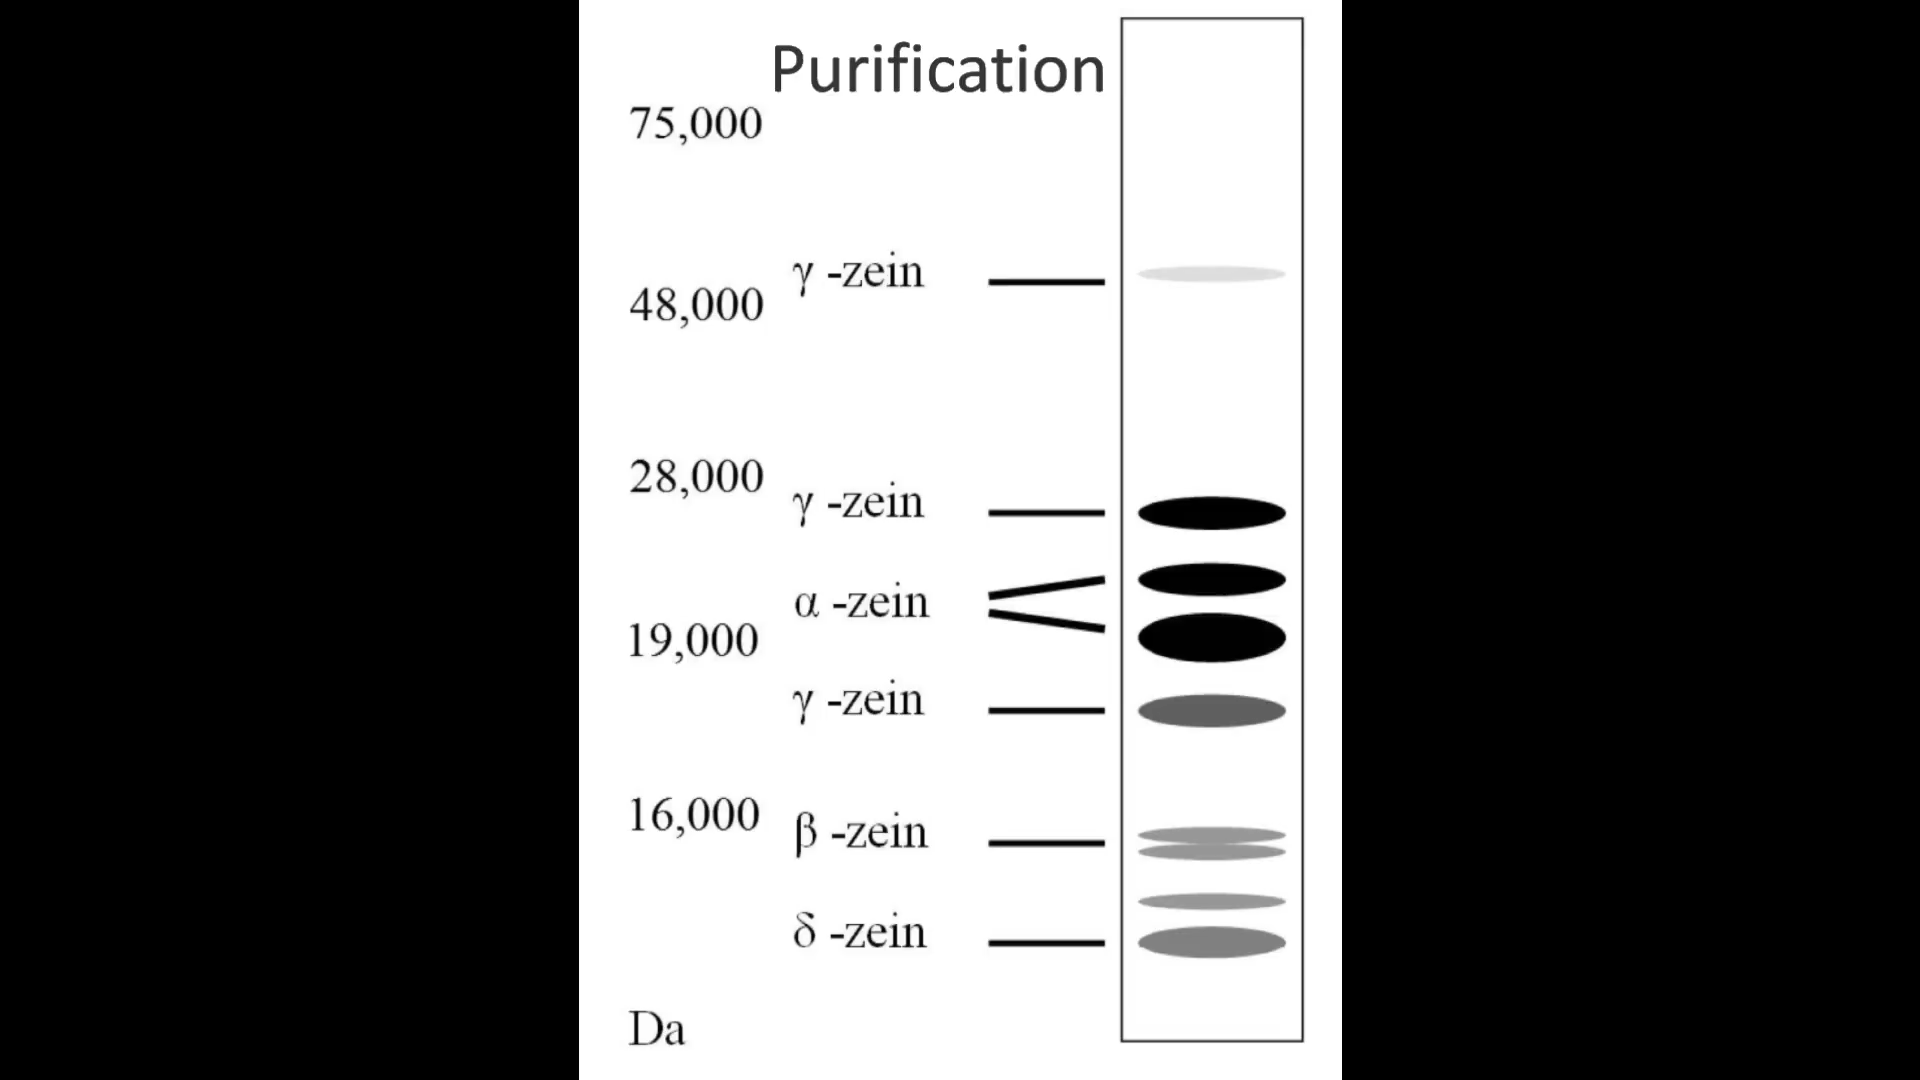 Purification
75,000
γ -zein
48,000
28,000
γ -zein
α -zein
19,000
γ -zein
16,000
β -zein
δ -zein
Da